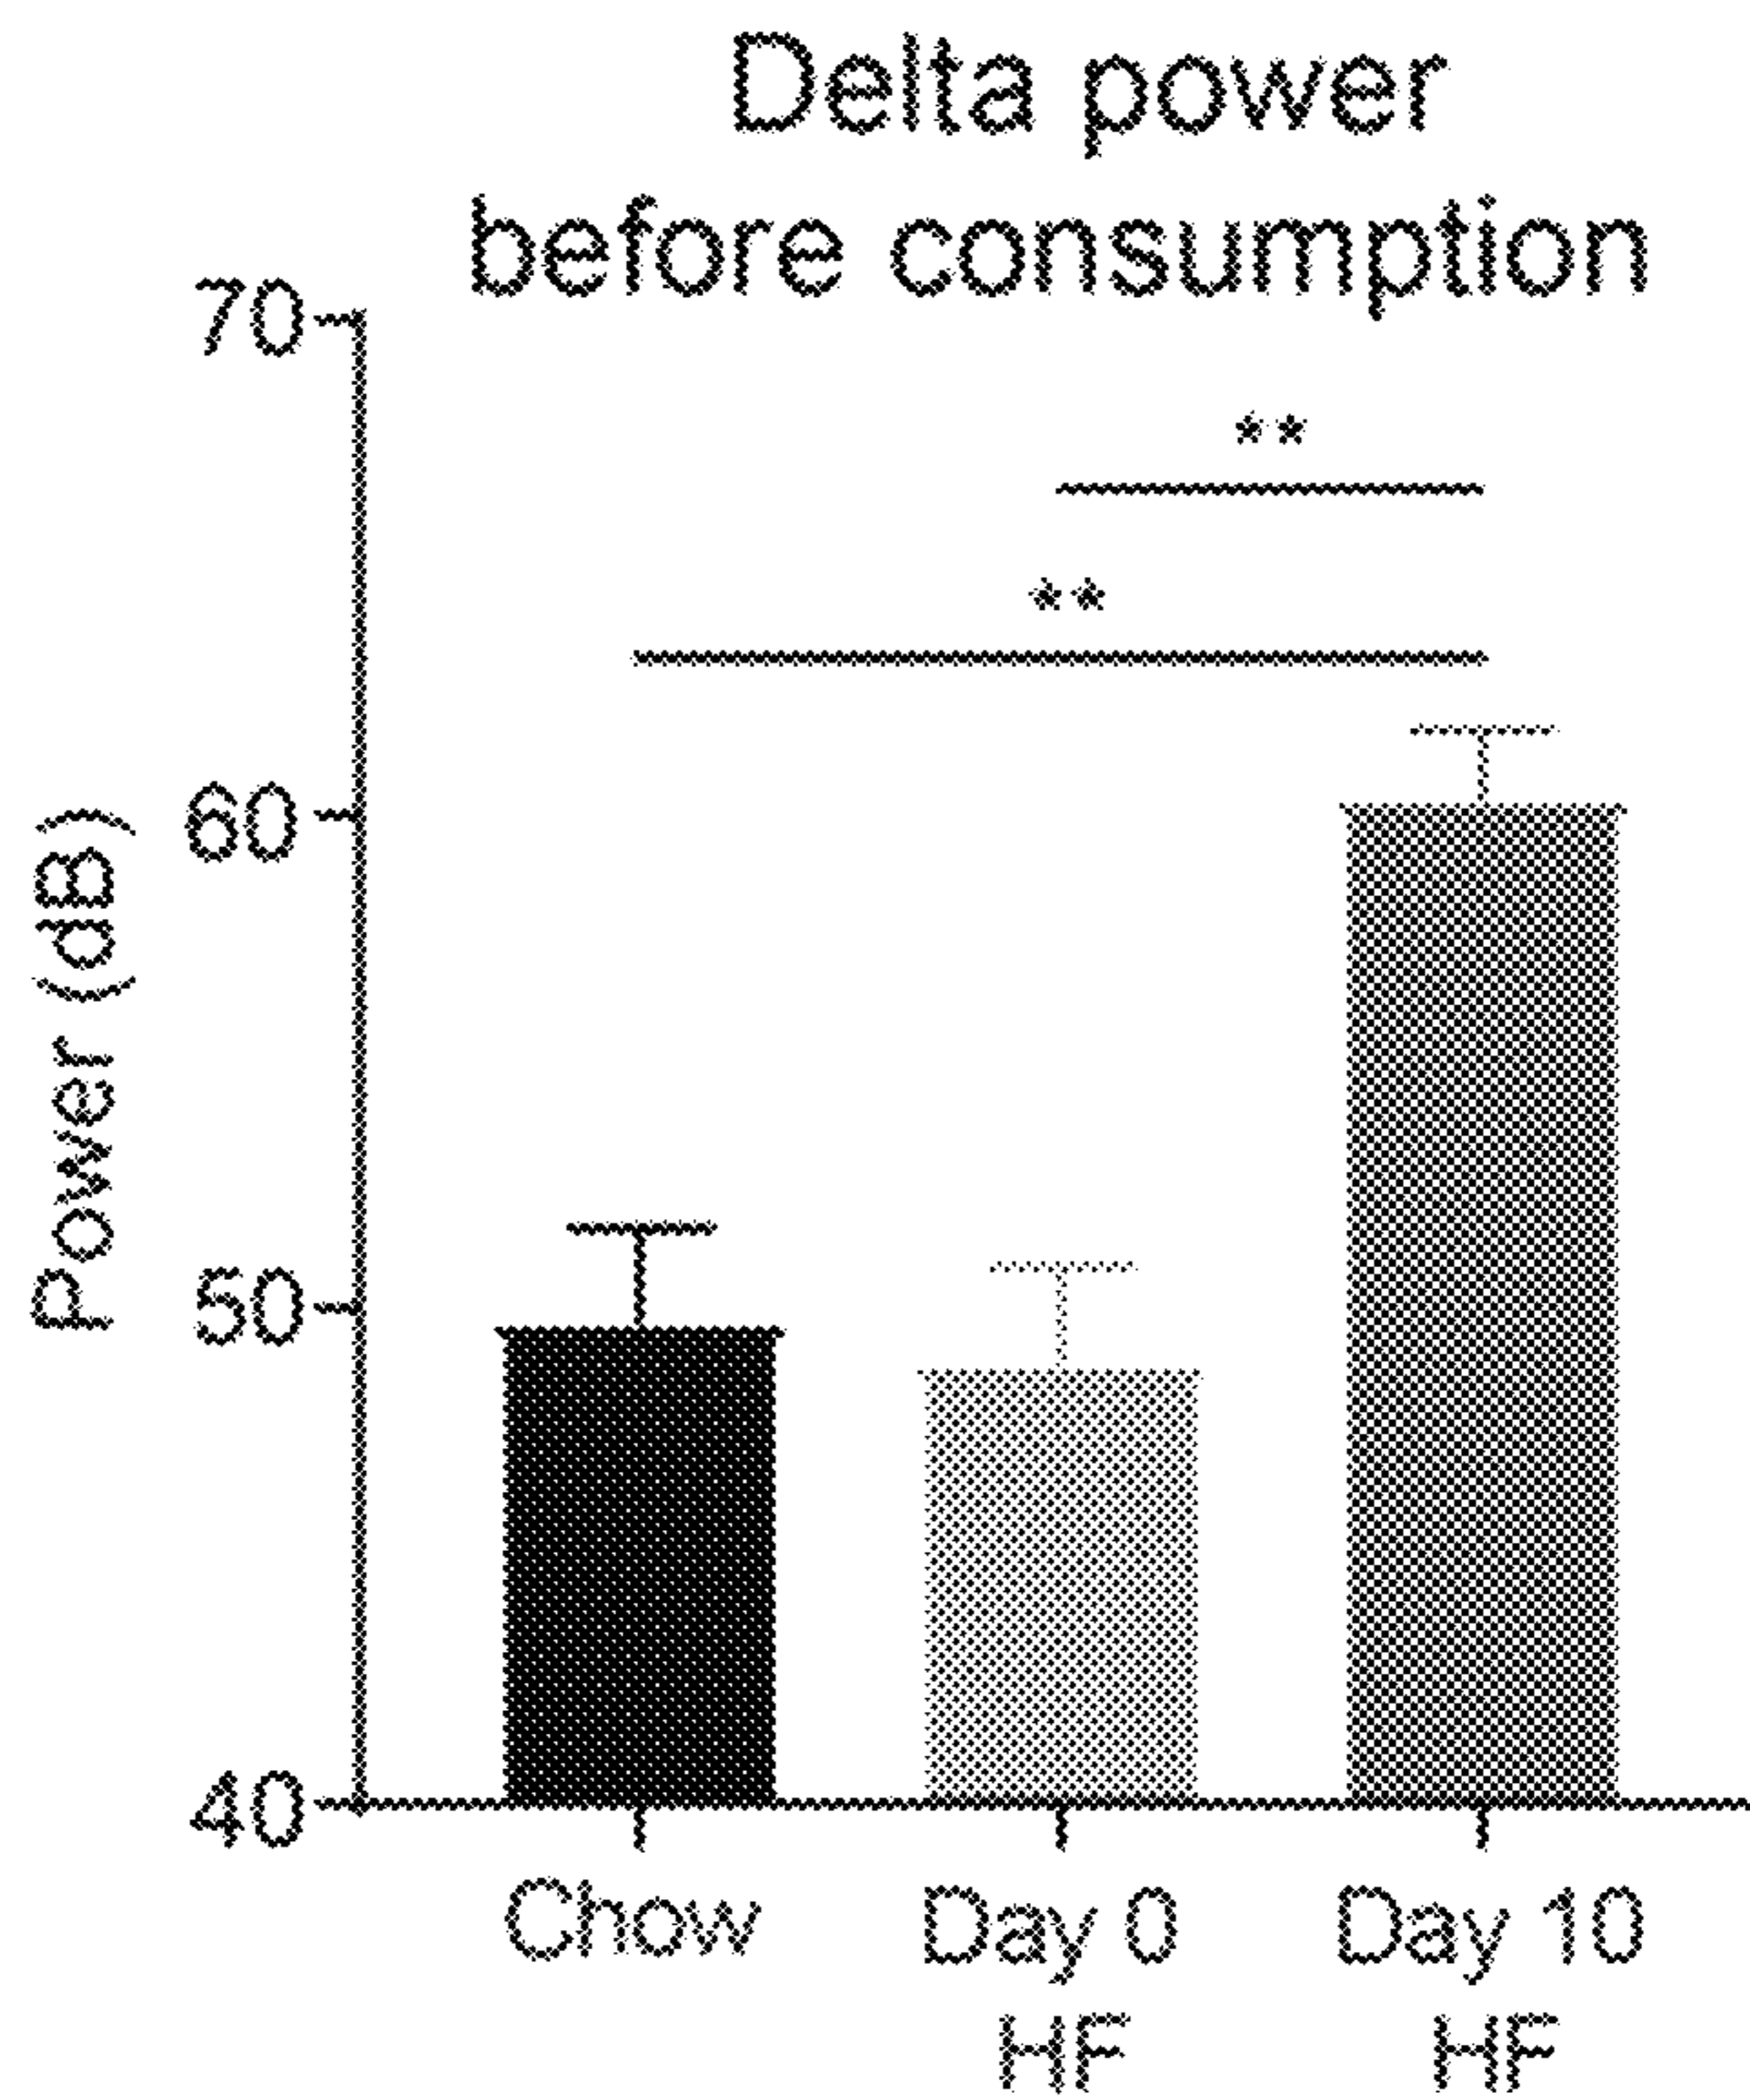 Delta power
before consumption
70
**
**
60
50
40
Power (dB)
Chow
Day 0
HF
Day 10
HF